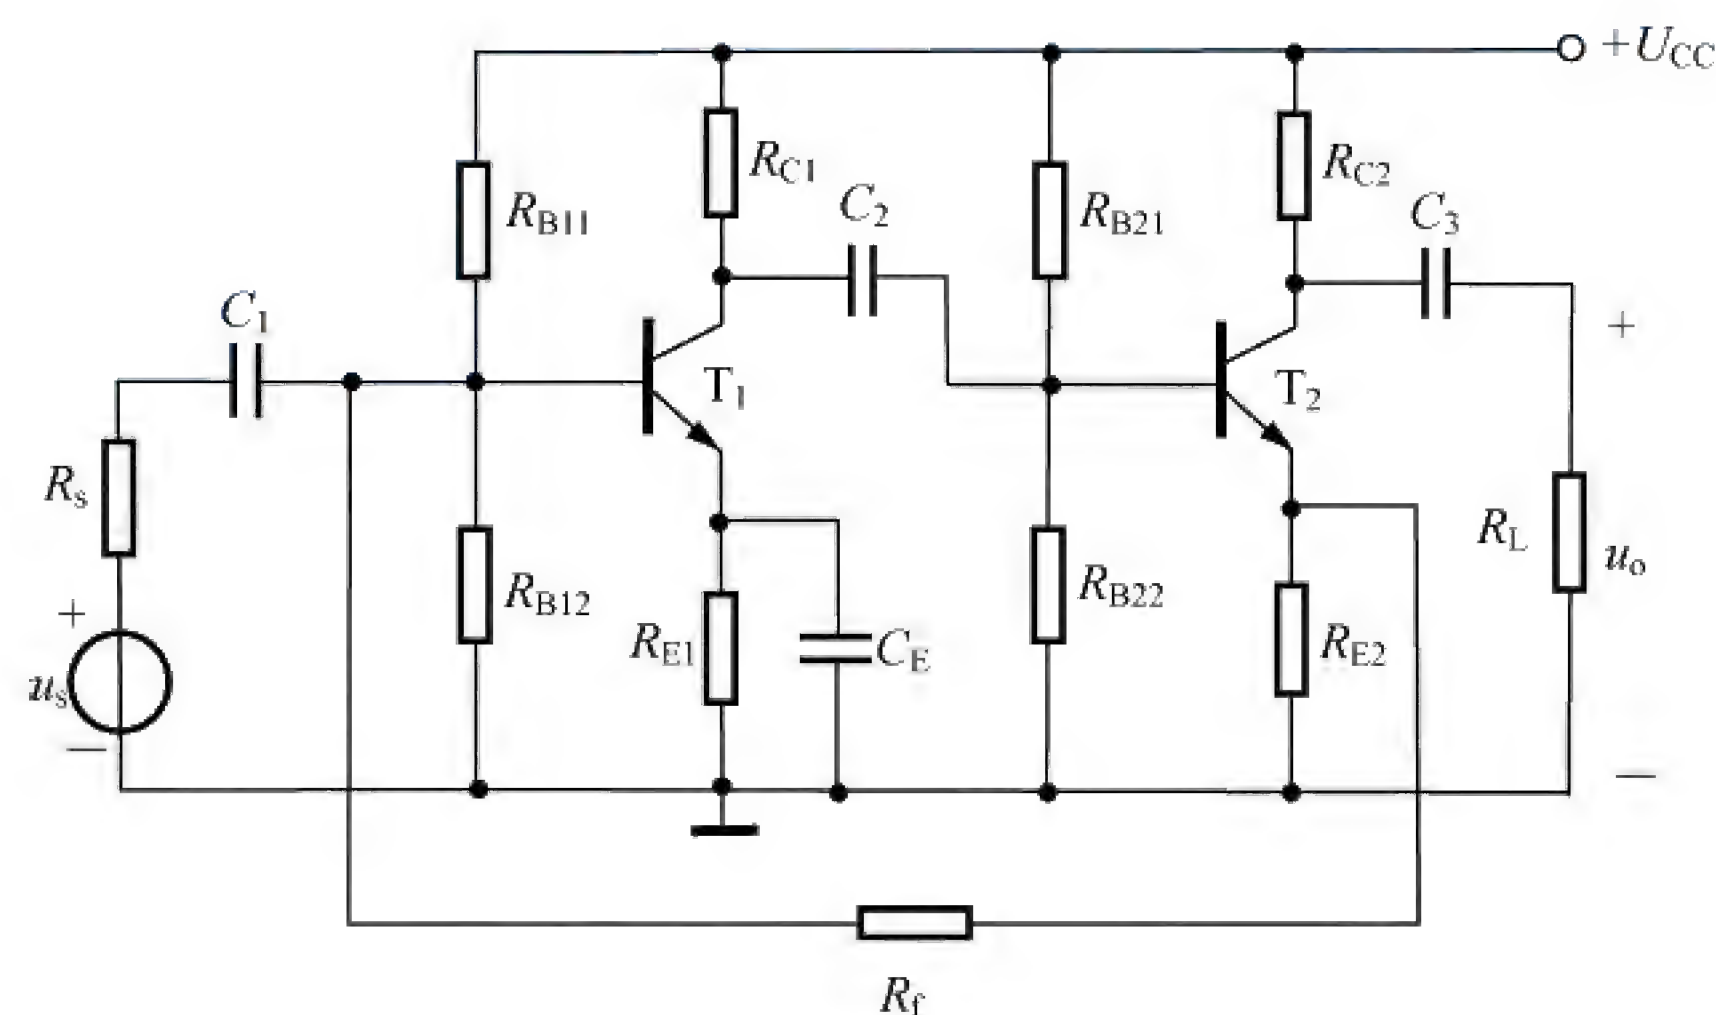 +U_CC
R_C1
R_C2
C_2
C_3
R_B11
R_B21
C_1
+
T_1
T_2
R_s
R_L
u_o
R_B12
R_B22
+
R_E1
C_E
R_E2
u_s
—
—
R_f